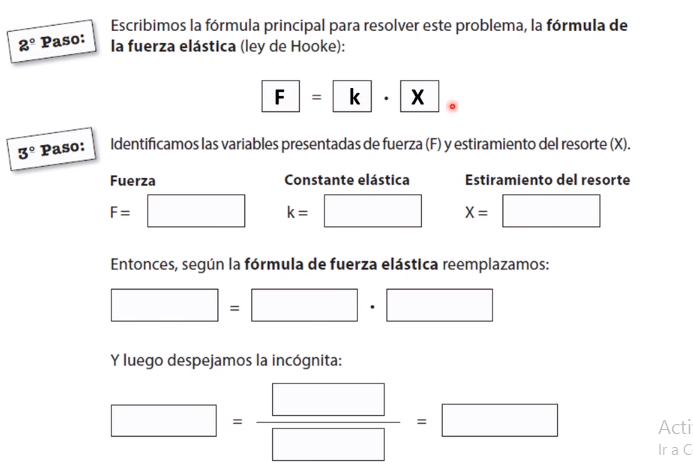 2° Paso:
Escribimos la fórmula principal para resolver este problema, la fórmula de
la fuerza elástica (ley de Hooke):
F = k · X
3° Paso:
Identificamos las variables presentadas de fuerza (F) y estiramiento del resorte (X).
Fuerza Constante elástica Estiramiento del resorte
F = k = X =
Entonces, según la fórmula de fuerza elástica reemplazamos:
= ·
Y luego despejamos la incógnita:
= =
Acti
Ir a C